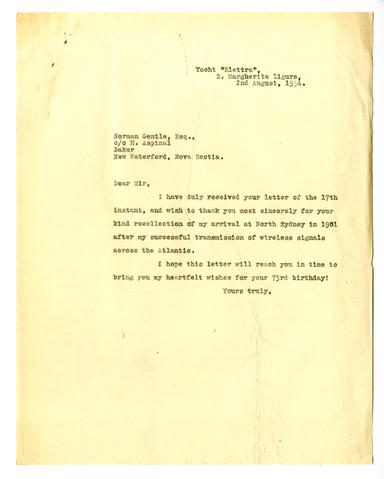 Yacht "Elettra",
S. Margherita Ligure,
2nd August, 1934.
Norman Gentle, Esq.,
c/o H. Aspinal
Baker
New Waterford, Nova Scotia.
Dear Sir,
I have duly received your letter of the 17th
instant, and wish to thank you most sincerely for your
kind recollection of my arrival at North Sydney in 1901
after my successful transmission of wireless signals
across the Atlantic.
I hope this letter will reach you in time to
bring you my heartfelt wishes for your 73rd birthday!
Yours truly,